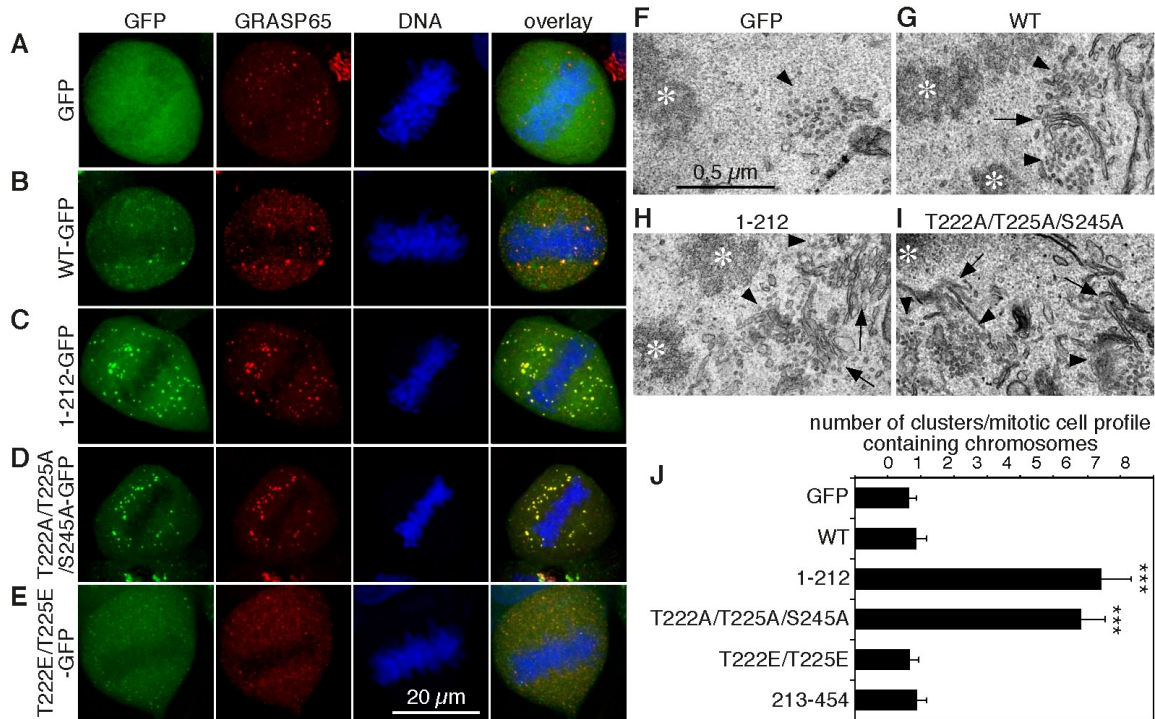 GFP GRASP65 DNA overlay
A
GFP
B
WT-GFP
C
1-212-GFP
D
T222A/T225A
/S245A-GFP
E
T222E/T225E
-GFP
20 µm
F
GFP
*
0.5 µm
G
WT
*
*
H
1-212
*
*
I
T222A/T225A/S245A
*
J
number of clusters/mitotic cell profile
containing chromosomes
0 1 2 3 4 5 6 7 8
GFP
WT
1-212
***
T222A/T225A/S245A
***
T222E/T225E
213-454